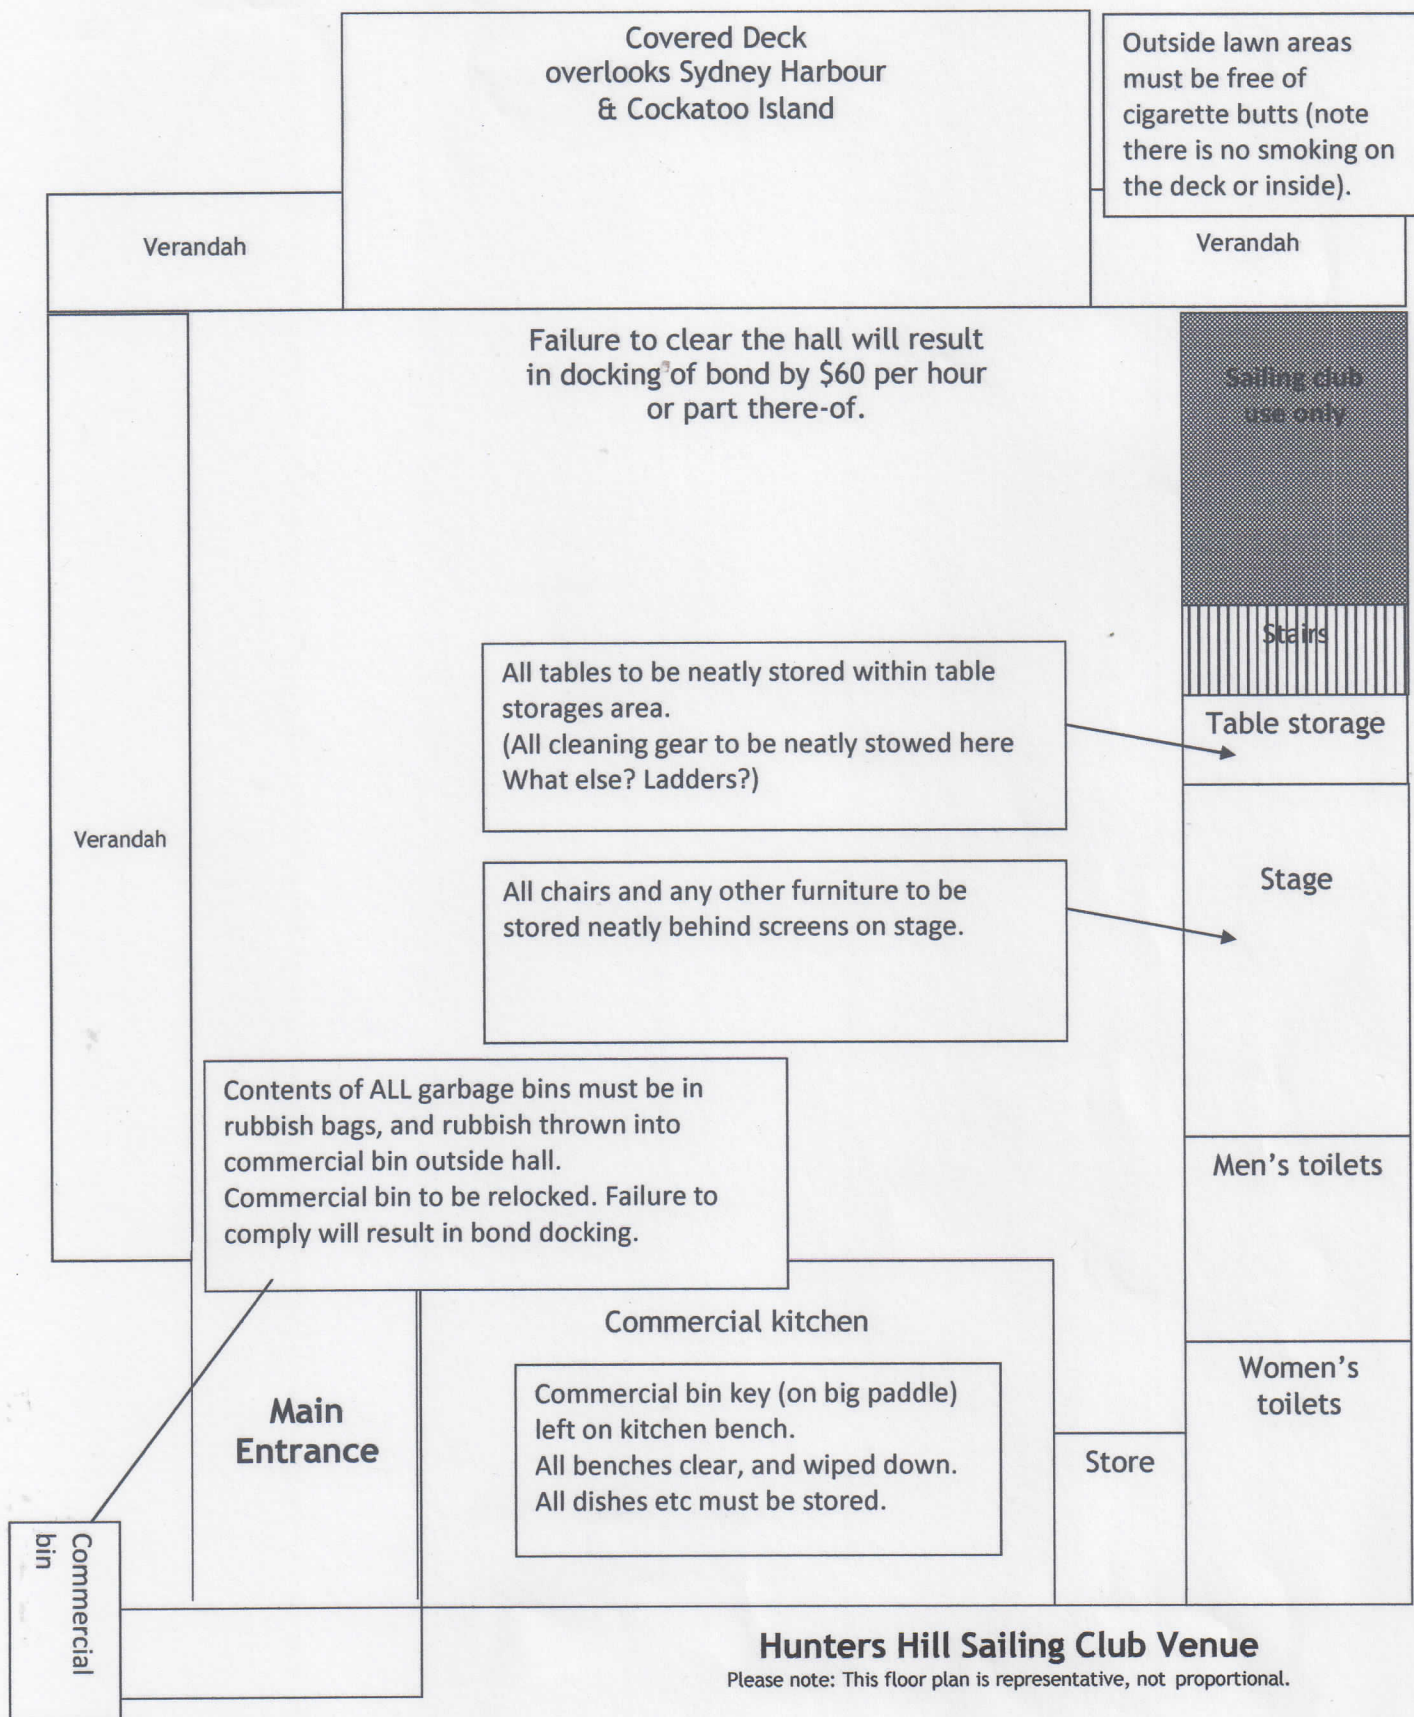 Covered Deck
overlooks Sydney Harbour
& Cockatoo Island
Outside lawn areas
must be free of
cigarette butts (note
there is no smoking on
the deck or inside).
Verandah
Verandah
Failure to clear the hall will result
in docking of bond by $60 per hour
or part there-of.
Sailing club
use only
Stairs
All tables to be neatly stored within table
storages area.
(All cleaning gear to be neatly stowed here
What else? Ladders?)
Table storage
Verandah
All chairs and any other furniture to be
stored neatly behind screens on stage.
Stage
Contents of ALL garbage bins must be in
rubbish bags, and rubbish thrown into
commercial bin outside hall.
Commercial bin to be relocked. Failure to
comply will result in bond docking.
Men's toilets
Commercial kitchen
Main
Entrance
Commercial bin key (on big paddle)
left on kitchen bench.
All benches clear, and wiped down.
All dishes etc must be stored.
Store
Women's
toilets
Commercial
bin
Hunters Hill Sailing Club Venue
Please note: This floor plan is representative, not proportional.